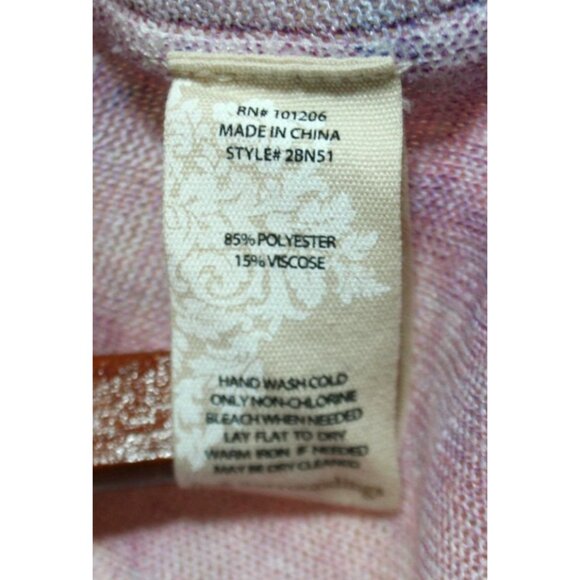 RN# 101206
MADE IN CHINA
STYLE# 2BN51
85% POLYESTER
15% VISCOSE
HAND WASH COLD
ONLY NON-CHLORINE
BLEACH WHEN NEEDED
LAY FLAT TO DRY
WARM IRON IF NEEDED
MAY BE DRY CLEANED